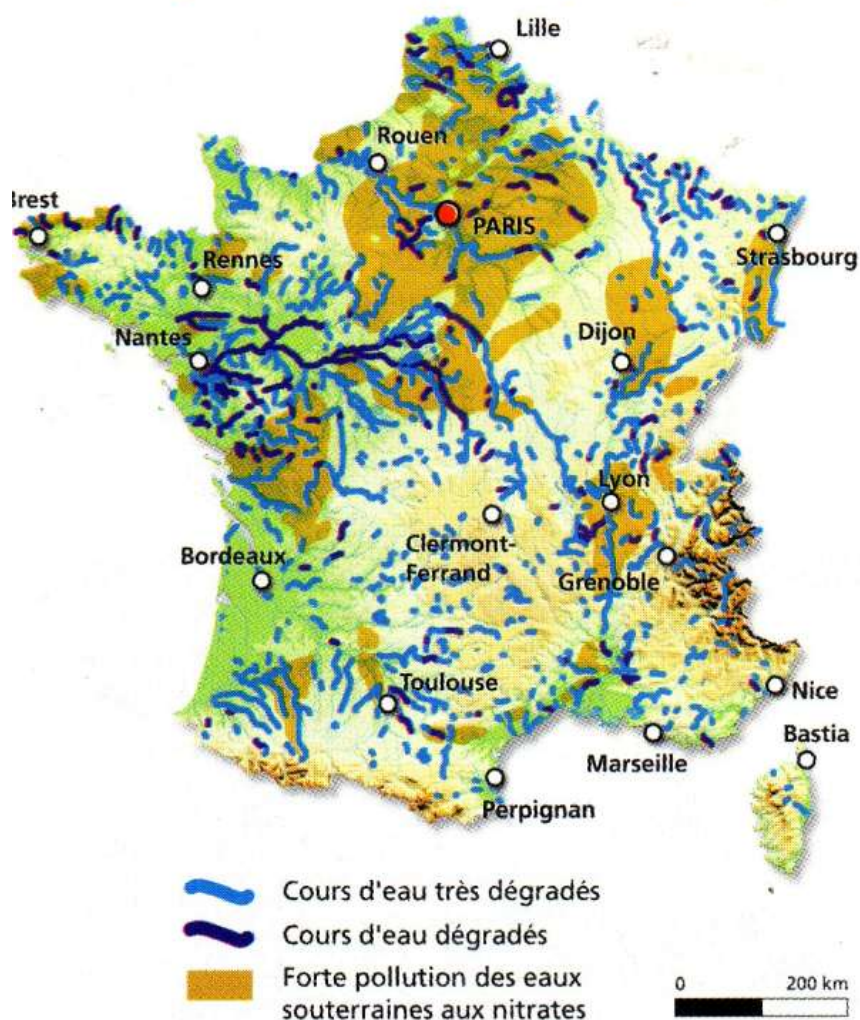 Lille
Rouen
Brest
PARIS
Strasbourg
Rennes
Nantes
Dijon
Lyon
Clermont-
Ferrand
Bordeaux
Grenoble
Toulouse
Nice
Bastia
Marseille
Perpignan
Cours d'eau très dégradés
Cours d'eau dégradés
Forte pollution des eaux
souterraines aux nitrates
0 200 km